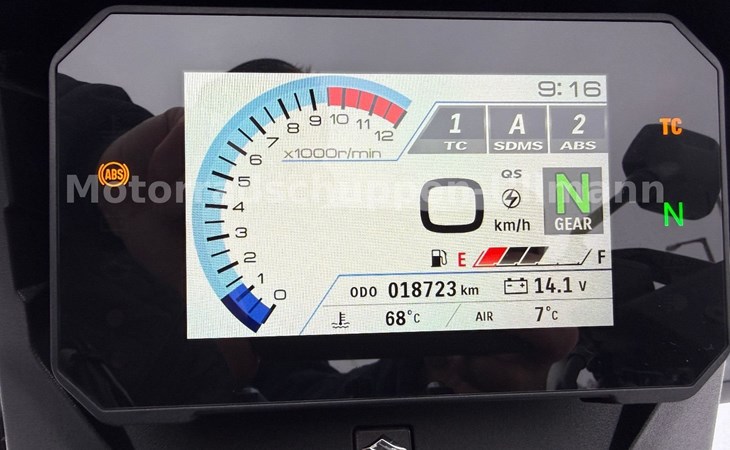 9:16
1 A 2
TC SDMS ABS
12
11
10
9
8
7
6
5
4
3
2
1
0
x1000r/min
ABS
TC
QS
N
0 km/h
GEAR
N
E F
ODO 018723 km 14.1 V
68°C AIR 7°C